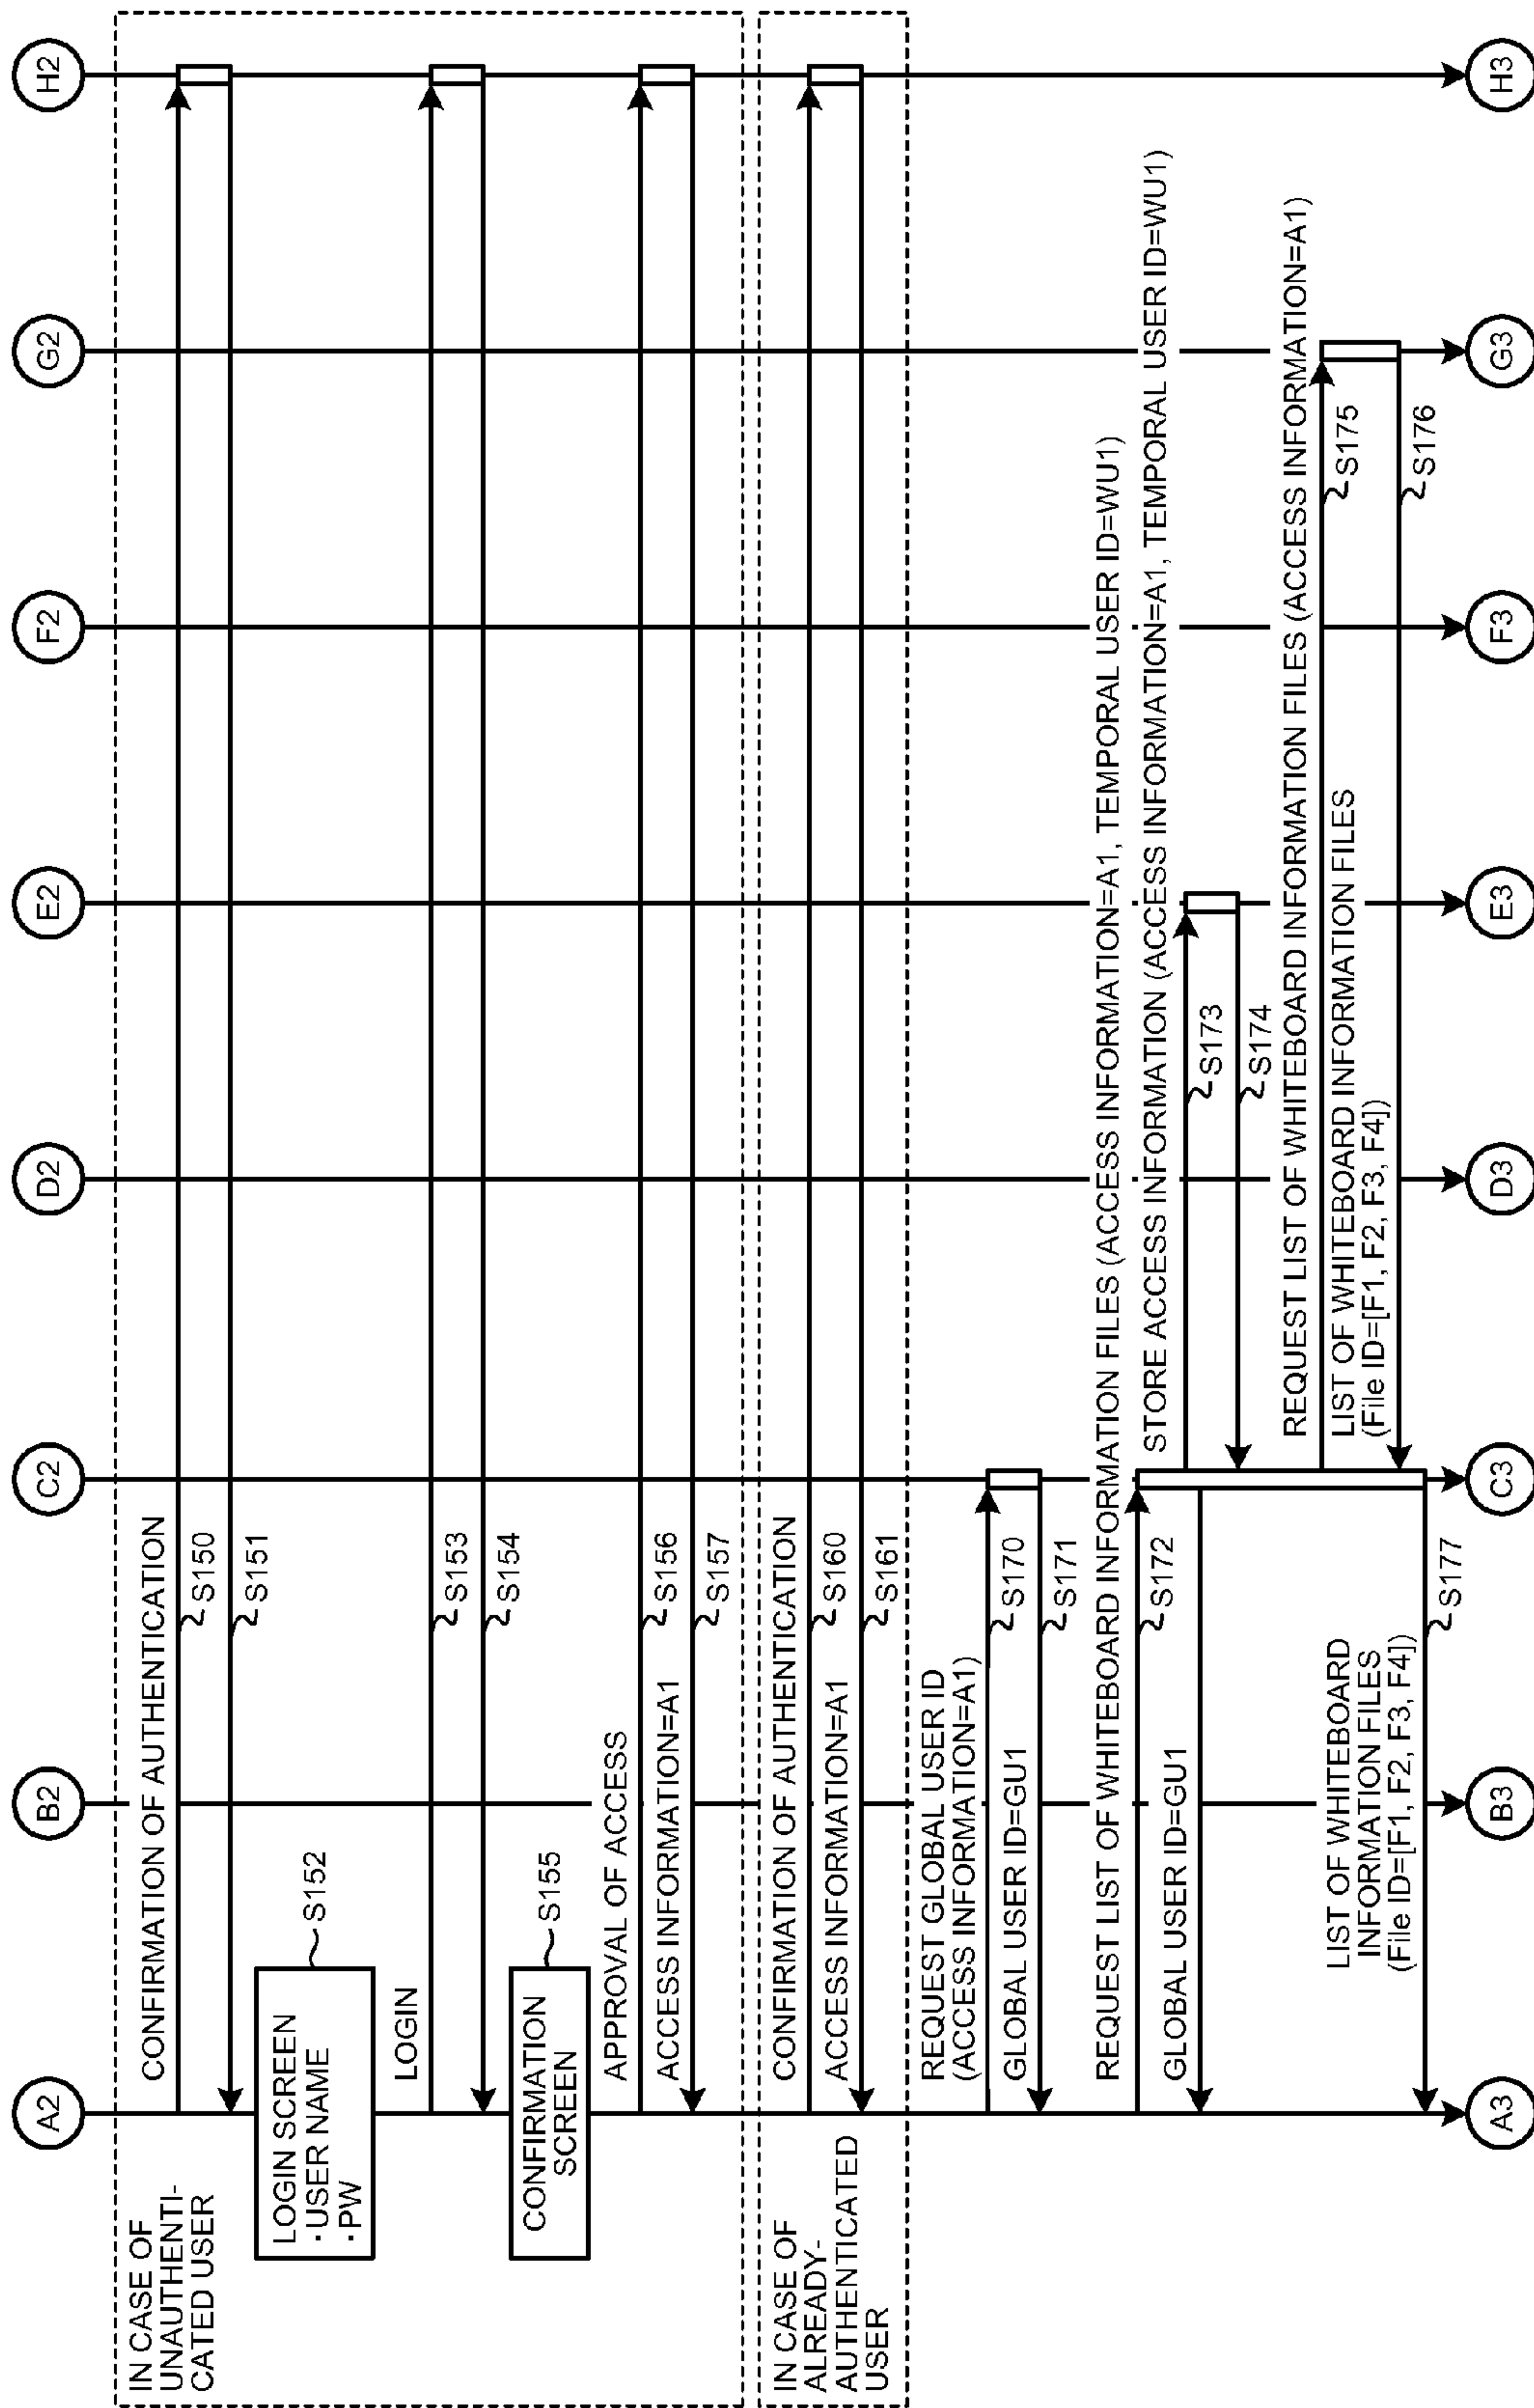 A2
B2
C2
D2
E2
F2
G2
H2
IN CASE OF
UNAUTHENTI-
CATED USER
CONFIRMATION OF AUTHENTICATION
S150
S151
LOGIN SCREEN
・USER NAME
・PW
S152
LOGIN
S153
S154
CONFIRMATION
SCREEN
S155
APPROVAL OF ACCESS
S156
ACCESS INFORMATION=A1
S157
IN CASE OF
ALREADY-
AUTHENTICATED
USER
CONFIRMATION OF AUTHENTICATION
S160
ACCESS INFORMATION=A1
S161
REQUEST GLOBAL USER ID
(ACCESS INFORMATION=A1)
S170
GLOBAL USER ID=GU1
S171
REQUEST LIST OF WHITEBOARD INFORMATION FILES (ACCESS INFORMATION=A1, TEMPORAL USER ID=WU1)
S172
STORE ACCESS INFORMATION (ACCESS INFORMATION=A1, TEMPORAL USER ID=WU1)
GLOBAL USER ID=GU1
S173
S174
REQUEST LIST OF WHITEBOARD INFORMATION FILES (ACCESS INFORMATION=A1)
S175
LIST OF WHITEBOARD INFORMATION FILES
(File ID=[F1, F2, F3, F4])
S176
LIST OF WHITEBOARD
INFORMATION FILES
(File ID=[F1, F2, F3, F4])
S177
A3
B3
C3
D3
E3
F3
G3
H3